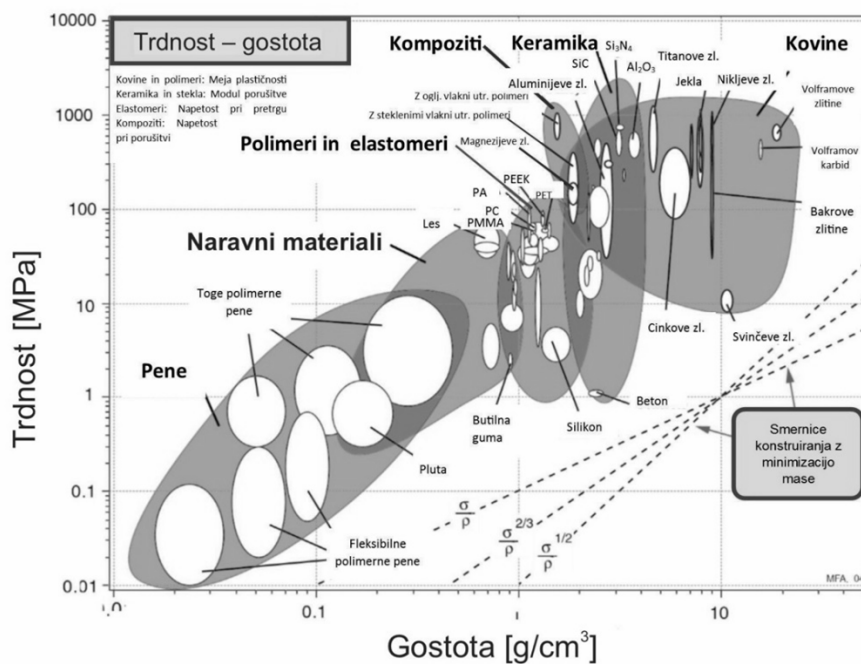 Trdnost – gostota
Kovine in polimeri: Meja plastičnosti
Keramika in stekla: Modul porušitve
Elastomeri: Napetost pri pretrgu
Kompoziti: Napetost
pri porušitvi
Kompoziti
Keramika
Kovine
Si₃N₄
SiC
Al₂O₃
Titanove zl.
Jekla
Nikljeve zl.
Aluminijeve zl.
Z oglj. vlakni utr. polimeri
Z steklenimi vlakni utr. polimeri
Magnezijeve zl.
Volframove
zlitine
Volframov
karbid
Bakrove
zlitine
Polimeri in elastomeri
PEEK
PA
PET
PC
PMMA
Les
Naravni materiali
Toge polimerne
pene
Pene
Cinkove zl.
Svinčeve zl.
Butilna
guma
Silikon
Beton
Pluta
Fleksibilne
polimerne pene
Smernice
konstruiranja z
minimizacijo
mase
σ/ρ
σ^2/3/ρ
σ^1/2/ρ
MFA,
Trdnost [MPa]
10000
1000
100
10
1
0.1
0.01
0.1
1
10
Gostota [g/cm³]